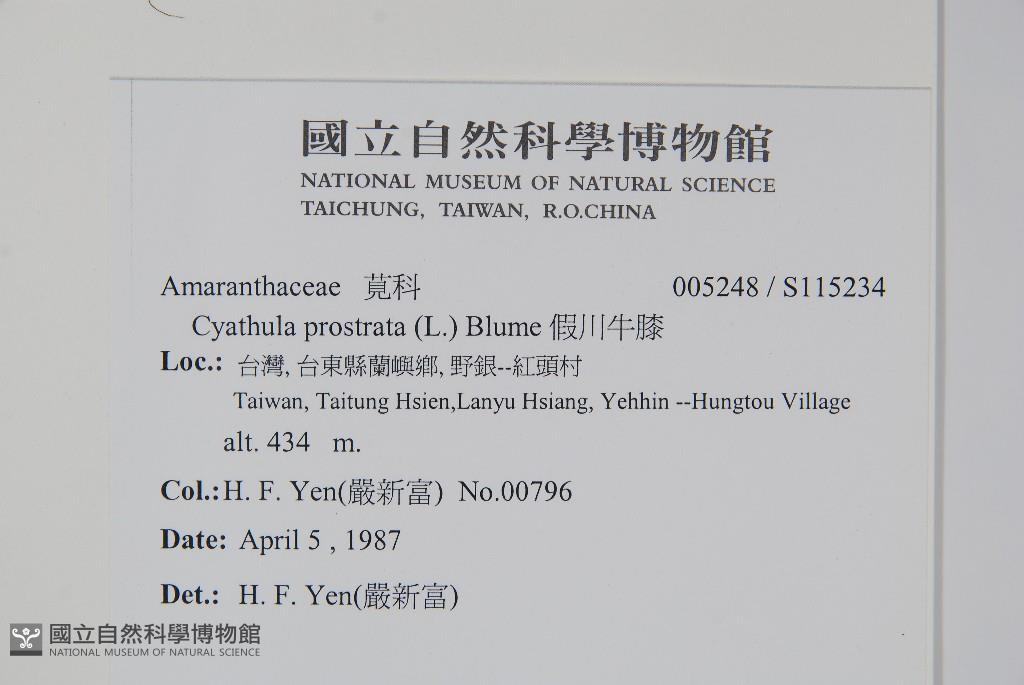 國立自然科學博物館
NATIONAL MUSEUM OF NATURAL SCIENCE
TAICHUNG, TAIWAN, R.O.CHINA
Amaranthaceae 莧科 005248 / S115234
Cyathula prostrata (L.) Blume 假川牛膝
Loc.: 台灣, 台東縣蘭嶼鄉, 野銀--紅頭村
Taiwan, Taitung Hsien,Lanyu Hsiang, Yehhin --Hungtou Village
alt. 434 m.
Col.:H. F. Yen(嚴新富) No.00796
Date: April 5 , 1987
Det.: H. F. Yen(嚴新富)
國立自然科學博物館
NATIONAL MUSEUM OF NATURAL SCIENCE